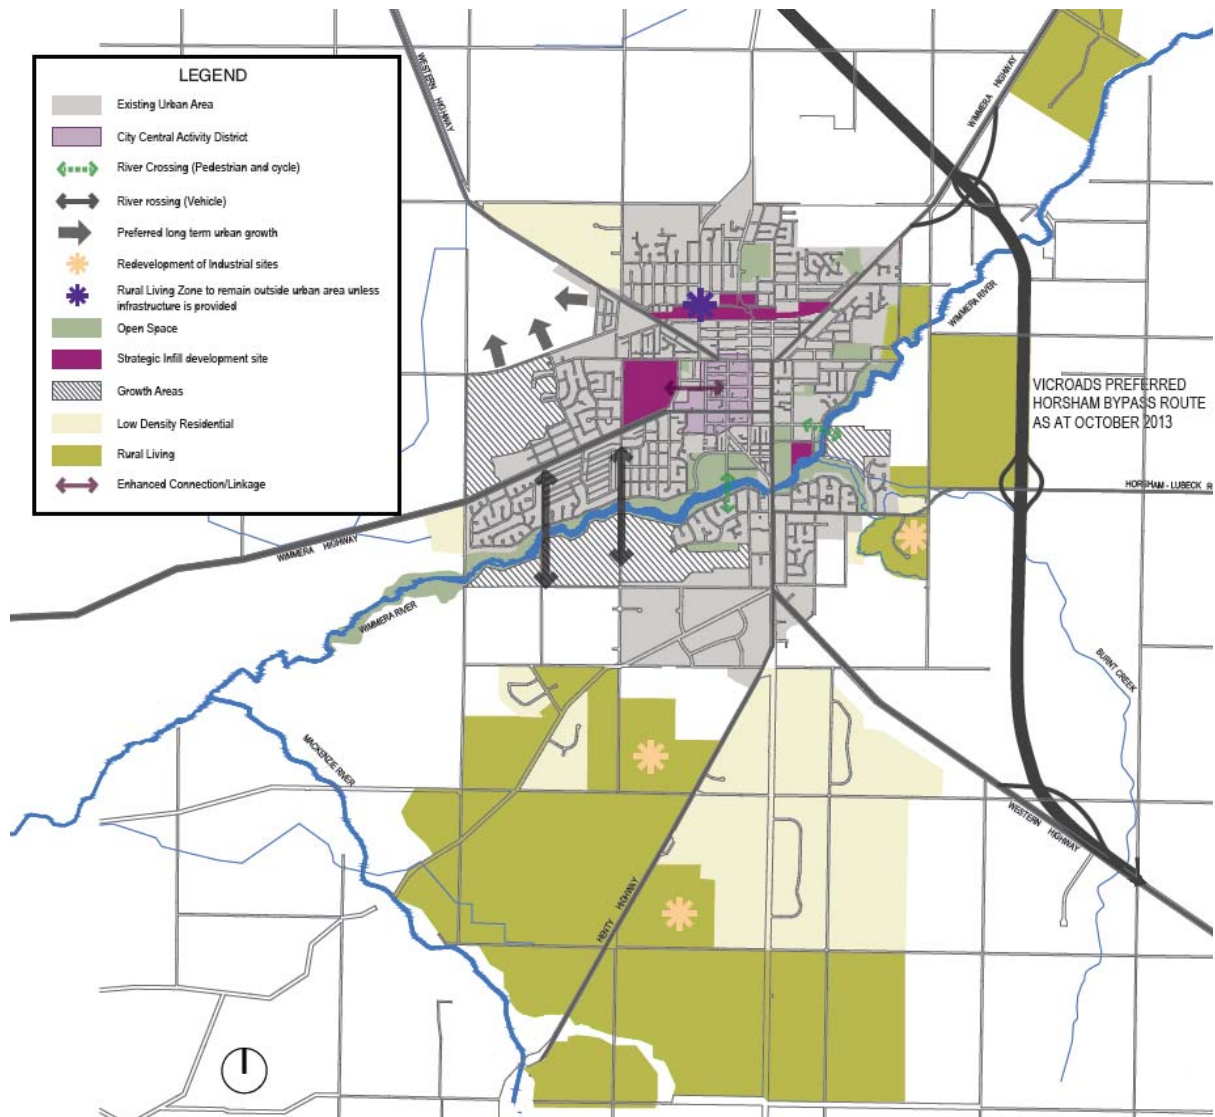 LEGEND
Existing Urban Area
City Central Activity District
River Crossing (Pedestrian and cycle)
River rossing (Vehicle)
Preferred long term urban growth
Redevelopment of Industrial sites
Rural Living Zone to remain outside urban area unless
infrastructure is provided
Open Space
Strategic Infill development site
Growth Areas
Low Density Residential
Rural Living
Enhanced Connection/Linkage
WESTERN HIGHWAY
WIMMERA HIGHWAY
WIMMERA RIVER
VICROADS PREFERRED
HORSHAM BYPASS ROUTE
AS AT OCTOBER 2013
HORSHAM - LUBECK R
WIMMERA HIGHWAY
WIMMERA RIVER
BURNT CREEK
MACKENZIE RIVER
WESTERN HIGHWAY
HENTY HIGHWAY